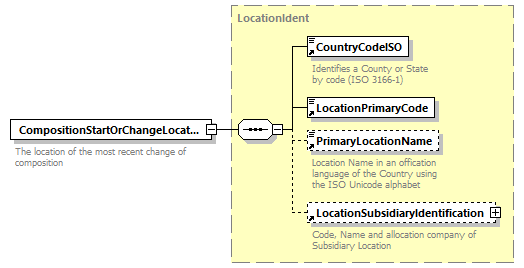 LocationIdent
CountryCodeISO
Identifies a Country or State
by code (ISO 3166-1)
LocationPrimaryCode
CompositionStartOrChangeLocat...
The location of the most recent change of
composition
PrimaryLocationName
Location Name in an offication
language of the Country using
the ISO Unicode alphabet
LocationSubsidiaryIdentification
Code, Name and allocation company of
Subsidiary Location